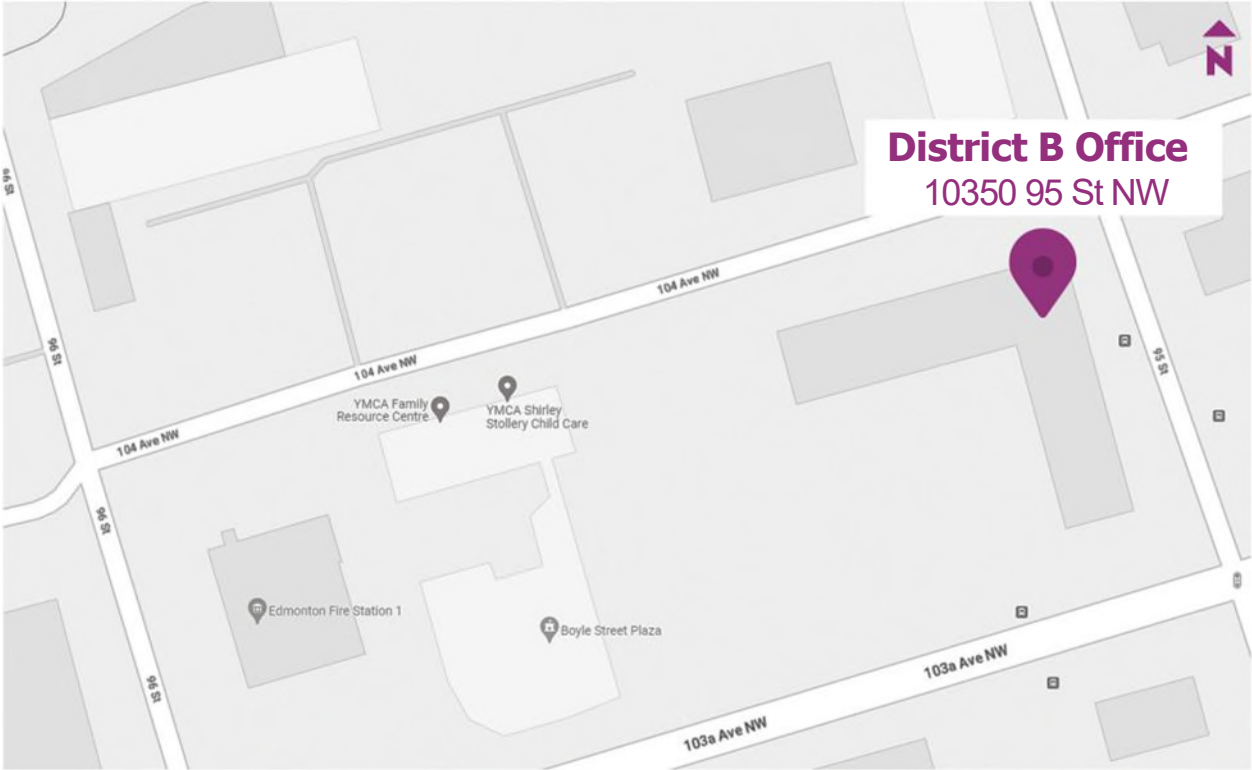 N
District B Office
10350 95 St NW
96 St
104 Ave NW
96 St
104 Ave NW
95 St
YMCA Family
Resource Centre
YMCA Shirley
Stollery Child Care
104 Ave NW
96 St
Edmonton Fire Station 1
Boyle Street Plaza
103a Ave NW
96 St
103a Ave NW